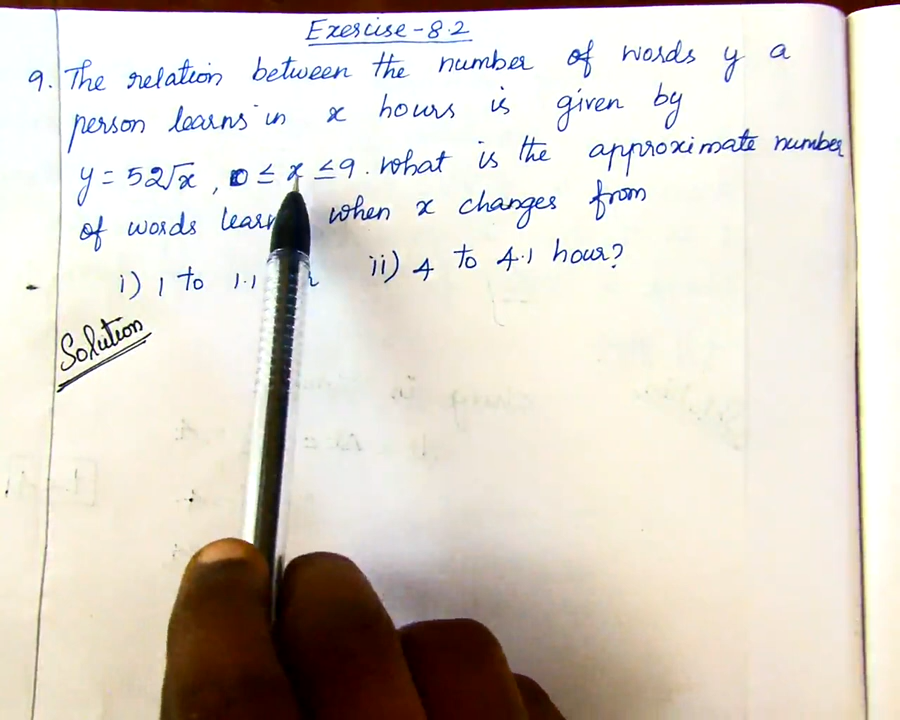 Exercise - 8.2
9. The relation between the number of words y a
person learns in x hours is given by
y = 52√x , 0 ≤ x ≤ 9. What is the approximate number
of words when x changes from
i) 1 to 1.1 ii) 4 to 4.1 hour?
Solution